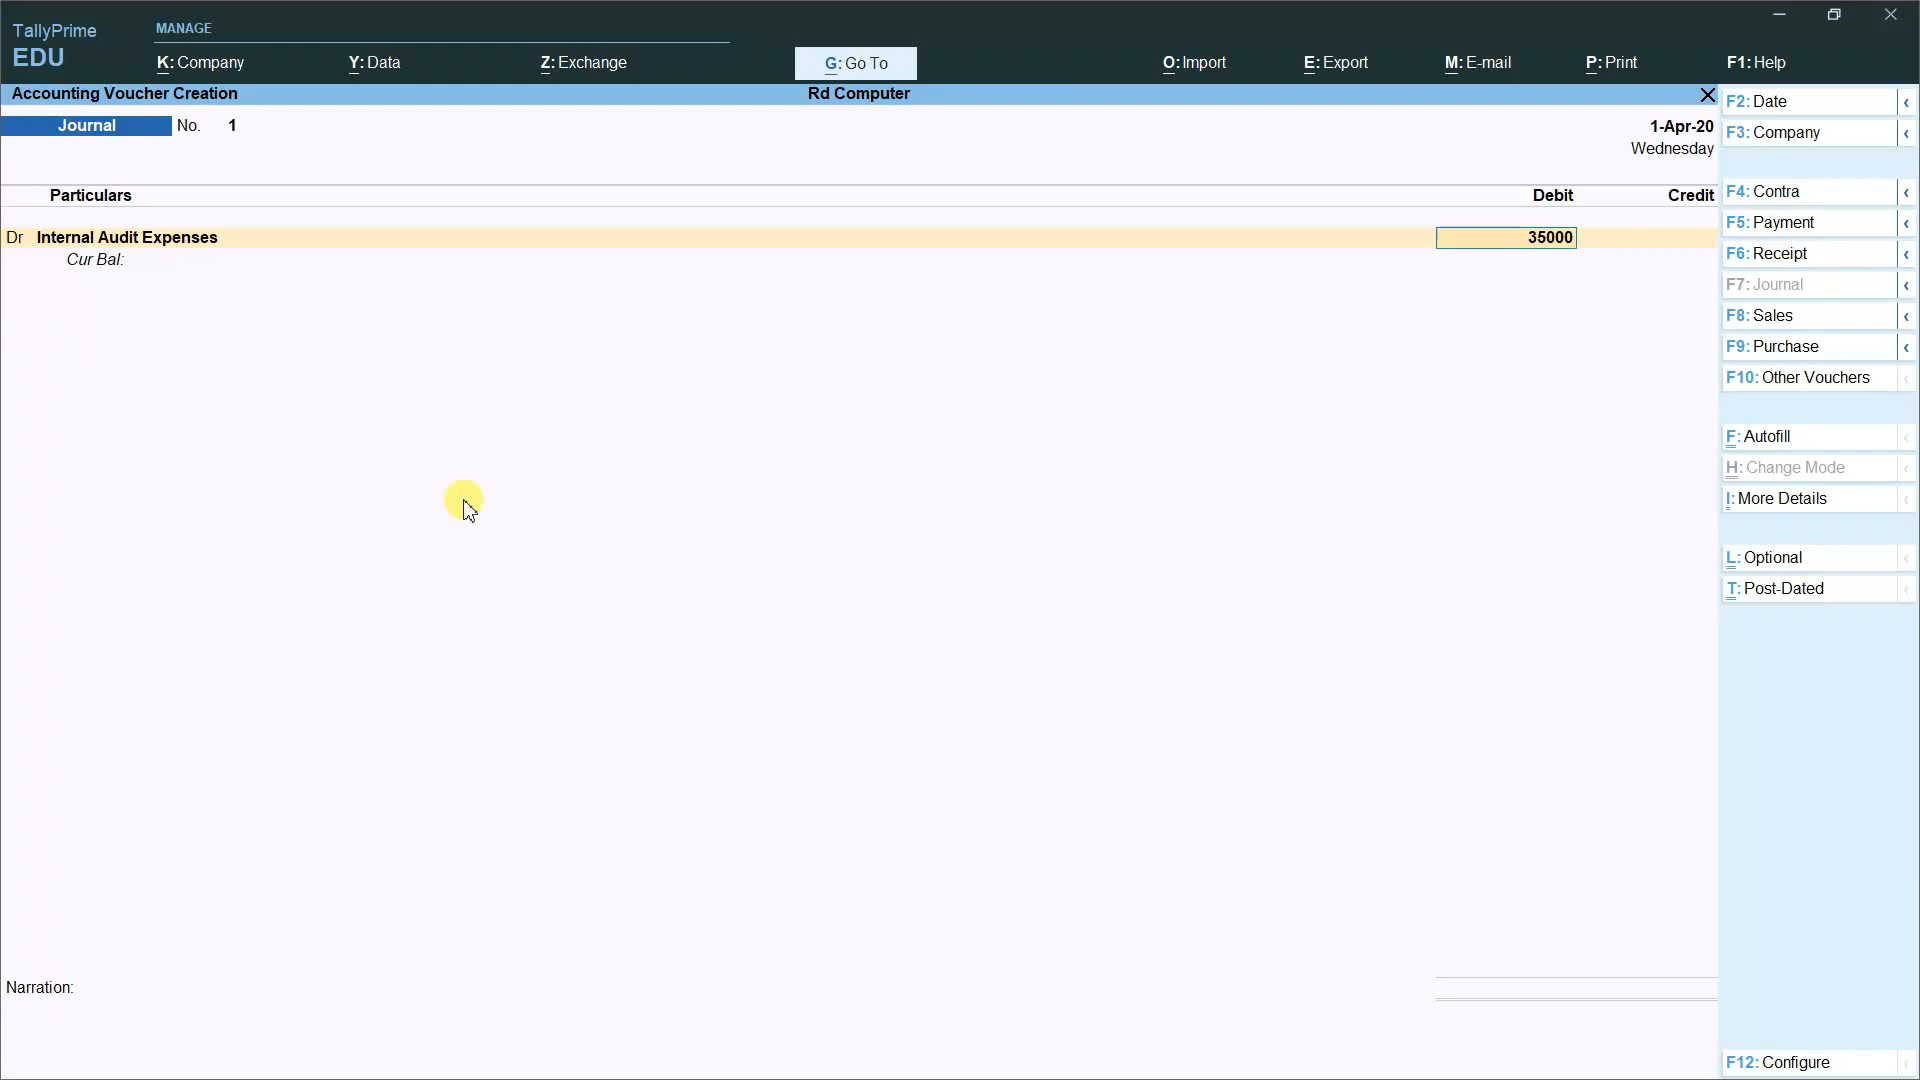 TallyPrime
EDU
MANAGE
K: Company
Y: Data
Z: Exchange
G: Go To
O: Import
E: Export
M: E-mail
P: Print
F1: Help
Accounting Voucher Creation
Rd Computer
Journal No. 1
1-Apr-20
Wednesday
Particulars Debit Credit
Dr Internal Audit Expenses 35000
Cur Bal:
Narration:
F2: Date
F3: Company
F4: Contra
F5: Payment
F6: Receipt
F7: Journal
F8: Sales
F9: Purchase
F10: Other Vouchers
F: Autofill
H: Change Mode
I: More Details
L: Optional
T: Post-Dated
F12: Configure